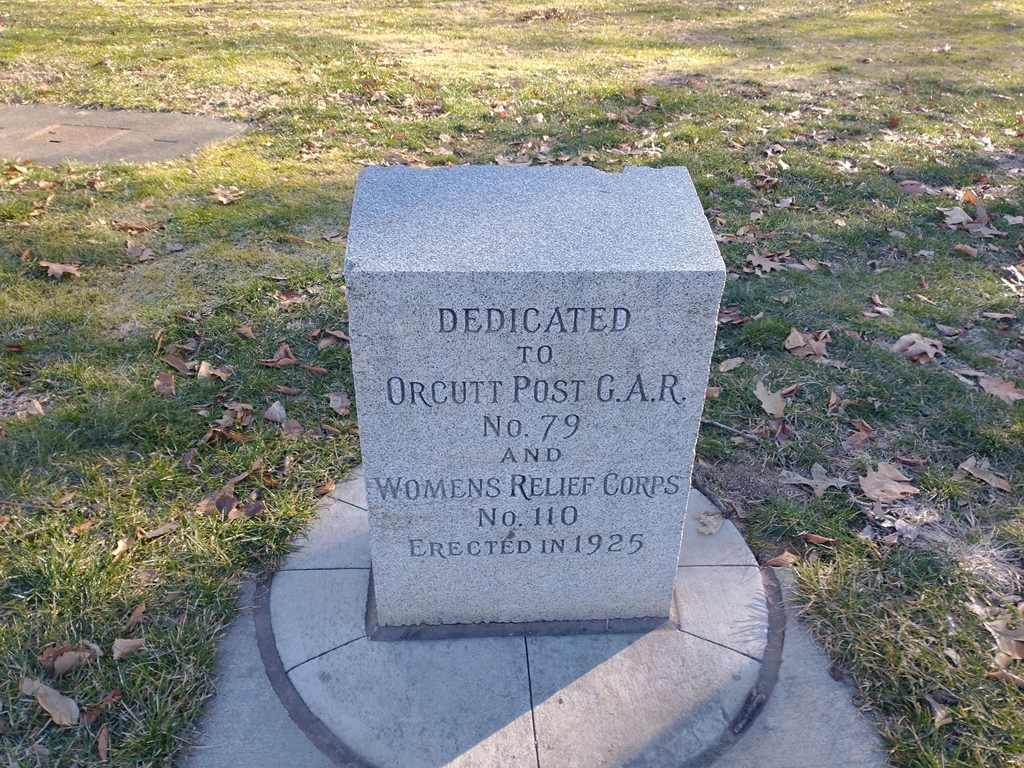 DEDICATED
TO
ORCUTT POST G.A.R.
NO. 79
AND
WOMENS RELIEF CORPS
NO. 110
ERECTED IN 1925